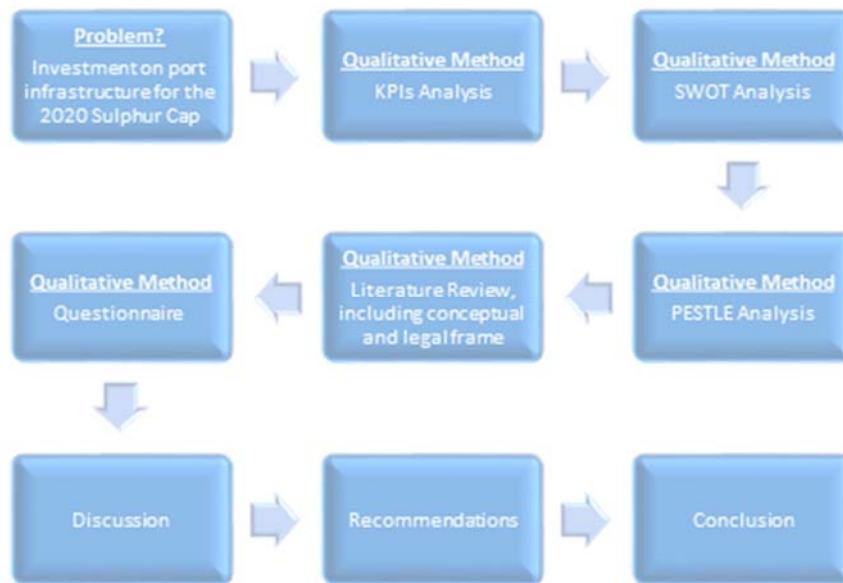 Problem?
Investment on port
infrastructure for the
2020 Sulphur Cap
Qualitative Method
KPIs Analysis
Qualitative Method
SWOT Analysis
Qualitative Method
PESTLE Analysis
Qualitative Method
Literature Review,
including conceptual
and legal frame
Qualitative Method
Questionnaire
Discussion
Recommendations
Conclusion